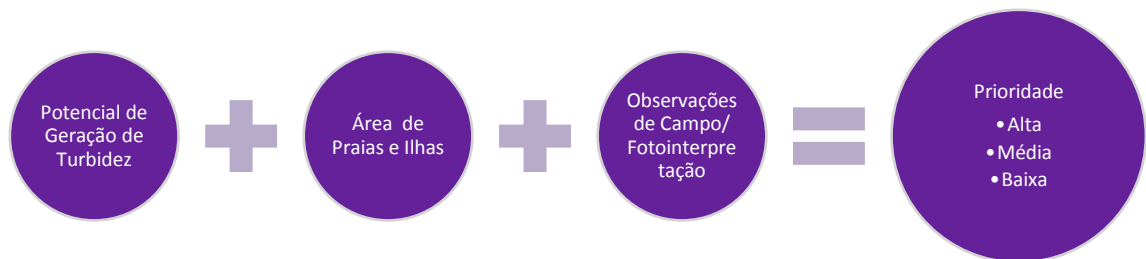 Potencial de
Geração de
Turbidez
Área de
Praias e Ilhas
Observações
de Campo/
Fotointerpre
tação
Prioridade
•Alta
•Média
•Baixa